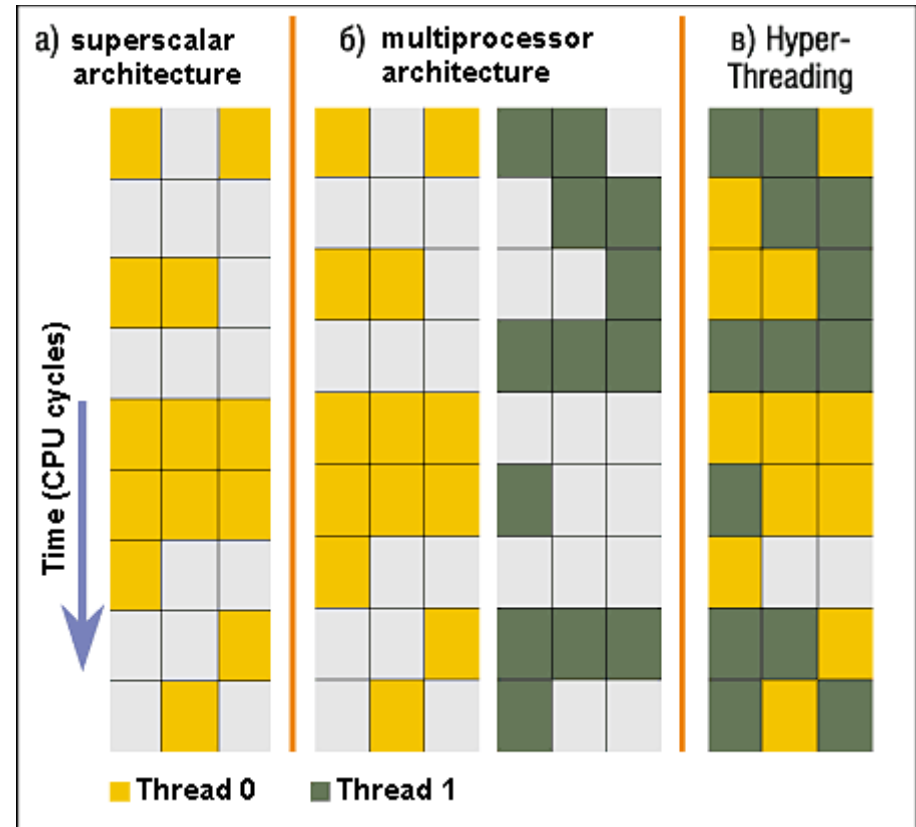 а) superscalar
architecture
б) multiprocessor
architecture
в) Hyper-
Threading
Time (CPU cycles)
Thread 0
Thread 1